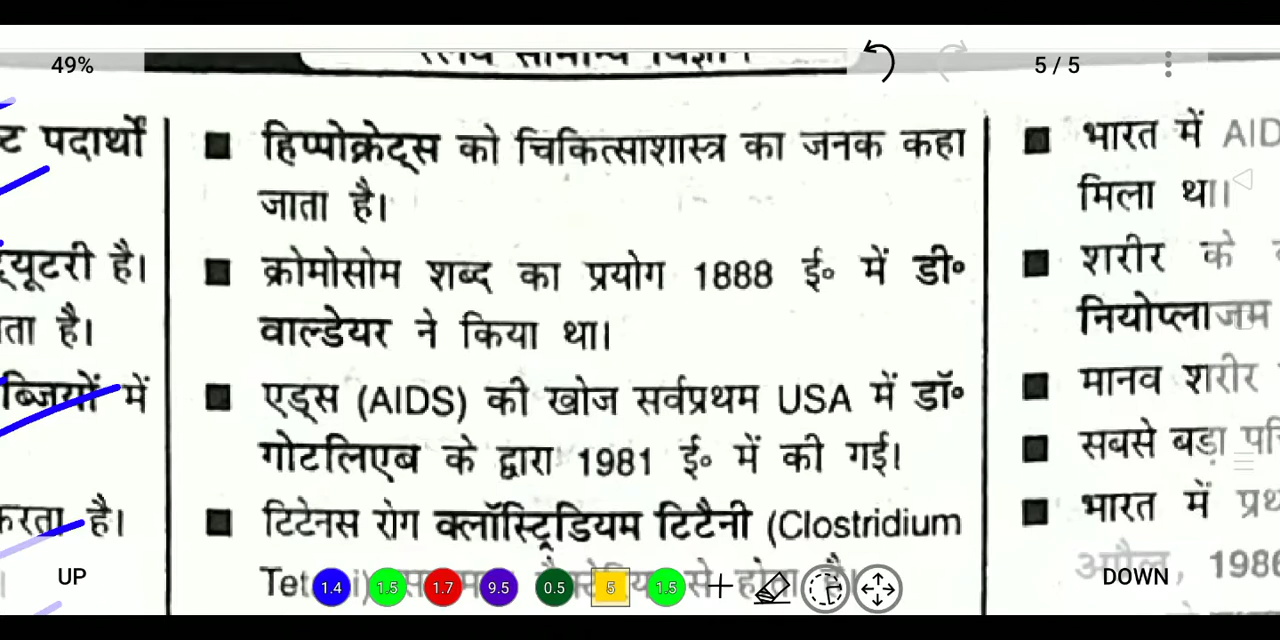 49%
5 / 5
ट पदार्थों
्यूटरी है।
ता है।
ब्जियों में
करता है।
UP
हिप्पोक्रेट्स को चिकित्साशास्त्र का जनक कहा
जाता है।
क्रोमोसोम शब्द का प्रयोग 1888 ई॰ में डी॰
वाल्डेयर ने किया था।
एड्स (AIDS) की खोज सर्वप्रथम USA में डॉ॰
गोटलिएब के द्वारा 1981 ई॰ में की गई।
टिटेनस रोग क्लॉस्ट्रिडियम टिटैनी (Clostridium
से होता है।
1.4 1.5 1.7 9.5 0.5 5 1.5
भारत में AID
मिला था।
शरीर के
नियोप्लाजम
मानव शरीर
सबसे बड़ा
भारत में प्रथ
अप्रैल, 1986
DOWN